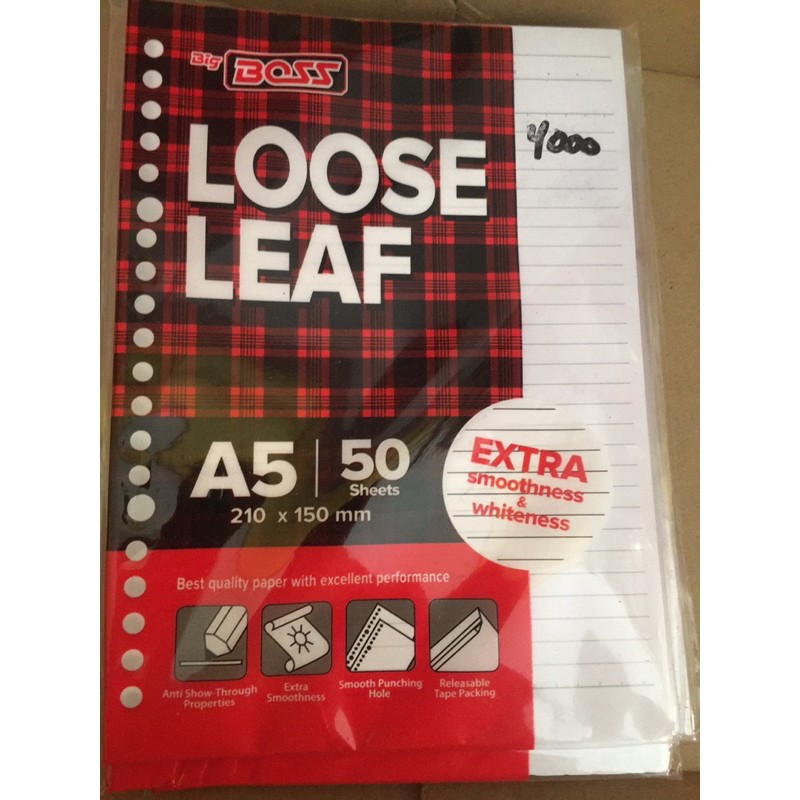 Big BOSS
4000
LOOSE
LEAF
A5 | 50
Sheets
210 x 150 mm
EXTRA
smoothness
&
whiteness
Best quality paper with excellent performance
Anti Show-Through
Properties
Extra
Smoothness
Smooth Punching
Hole
Releasable
Tape Packing